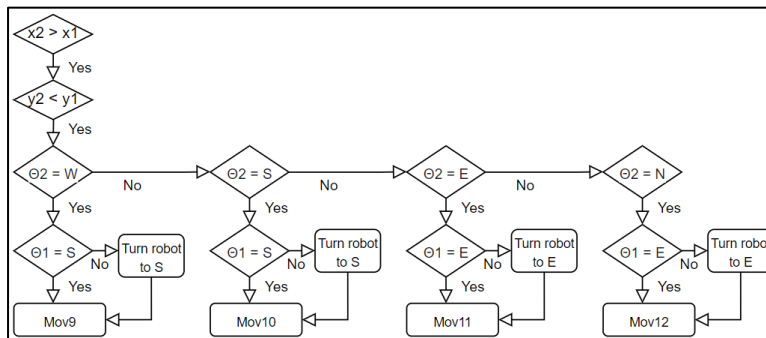 x2 > x1
Yes
y2 < y1
Yes
Θ2 = W
No
Θ2 = S
No
Θ2 = E
No
Θ2 = N
Yes
Yes
Yes
Yes
Θ1 = S
No
Turn robot
to S
Θ1 = S
No
Turn robot
to S
Θ1 = E
No
Turn robot
to E
Θ1 = E
No
Turn robot
to E
Yes
Yes
Yes
Yes
Mov9
Mov10
Mov11
Mov12